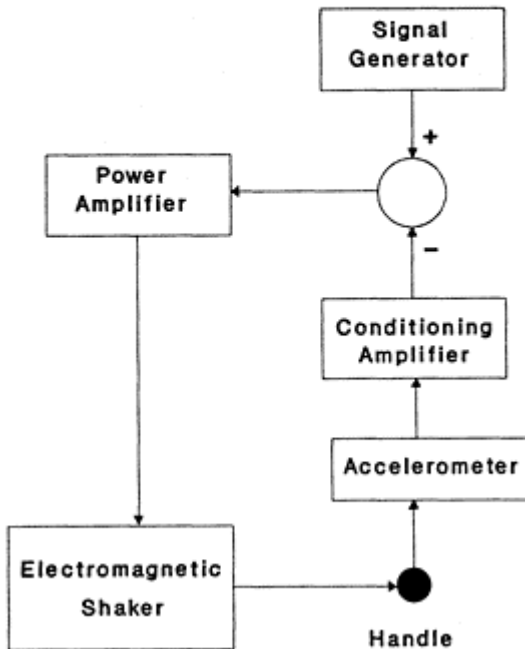 Signal
Generator
+
Power
Amplifier
−
Conditioning
Amplifier
Accelerometer
Electromagnetic
Shaker
Handle